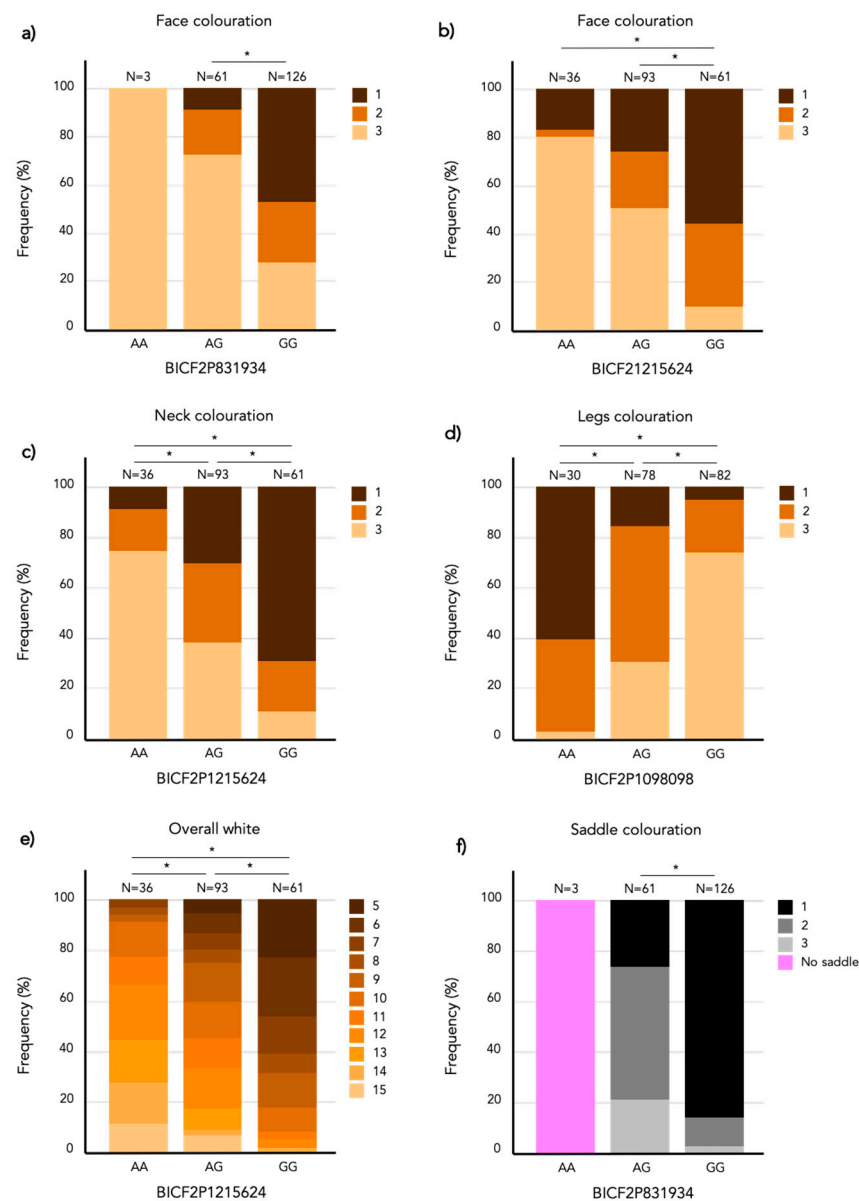 a)
Face colouration
*
N=3 N=61 N=126
100
80
60
40
20
0
Frequency (%)
1
2
3
AA AG GG
BICF2P831934
b)
Face colouration
*
*
N=36 N=93 N=61
100
80
60
40
20
0
Frequency (%)
1
2
3
AA AG GG
BICF21215624
c)
Neck colouration
*
* *
N=36 N=93 N=61
100
80
60
40
20
0
Frequency (%)
1
2
3
AA AG GG
BICF2P1215624
d)
Legs colouration
*
* *
N=30 N=78 N=82
100
80
60
40
20
0
Frequency (%)
1
2
3
AA AG GG
BICF2P1098098
e)
Overall white
*
* *
N=36 N=93 N=61
100
80
60
40
20
0
Frequency (%)
5
6
7
8
9
10
11
12
13
14
15
AA AG GG
BICF2P1215624
f)
Saddle colouration
*
N=3 N=61 N=126
100
80
60
40
20
0
Frequency (%)
1
2
3
No saddle
AA AG GG
BICF2P831934